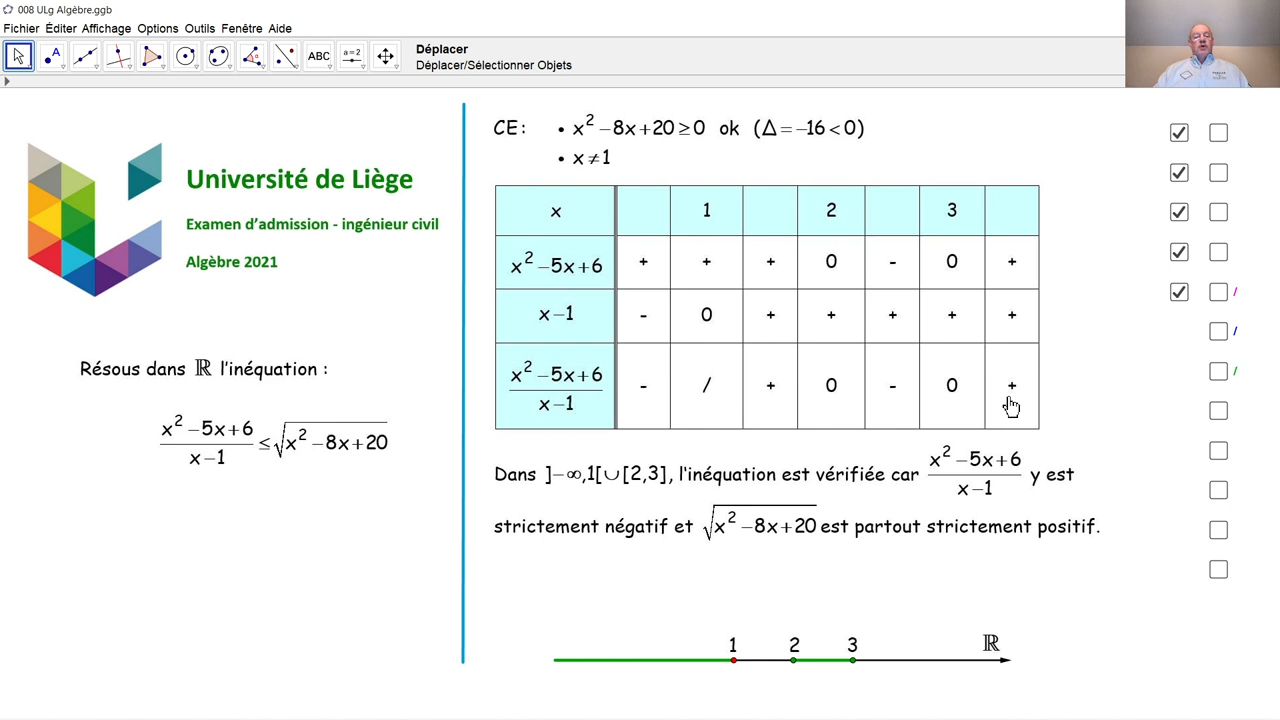 008 ULg Algèbre.ggb
Fichier Éditer Affichage Options Outils Fenêtre Aide
A ABC a=2 Déplacer
Déplacer/Sélectionner Objets
Université de Liège
Examen d'admission - ingénieur civil
Algèbre 2021
Résous dans ℝ l'inéquation :
(x² – 5x + 6)/(x – 1) ≤ √(x² – 8x + 20)
CE : • x² – 8x + 20 ≥ 0 ok (Δ = –16 < 0)
• x ≠ 1
x 1 2 3
x² – 5x + 6 + + + 0 - 0 +
x – 1 - 0 + + + + +
(x² – 5x + 6)/(x – 1) - / + 0 - 0 +
Dans ]–∞,1[ ∪ [2,3], l'inéquation est vérifiée car (x² – 5x + 6)/(x – 1) y est
strictement négatif et √(x² – 8x + 20) est partout strictement positif.
1 2 3 ℝ
/
/
/